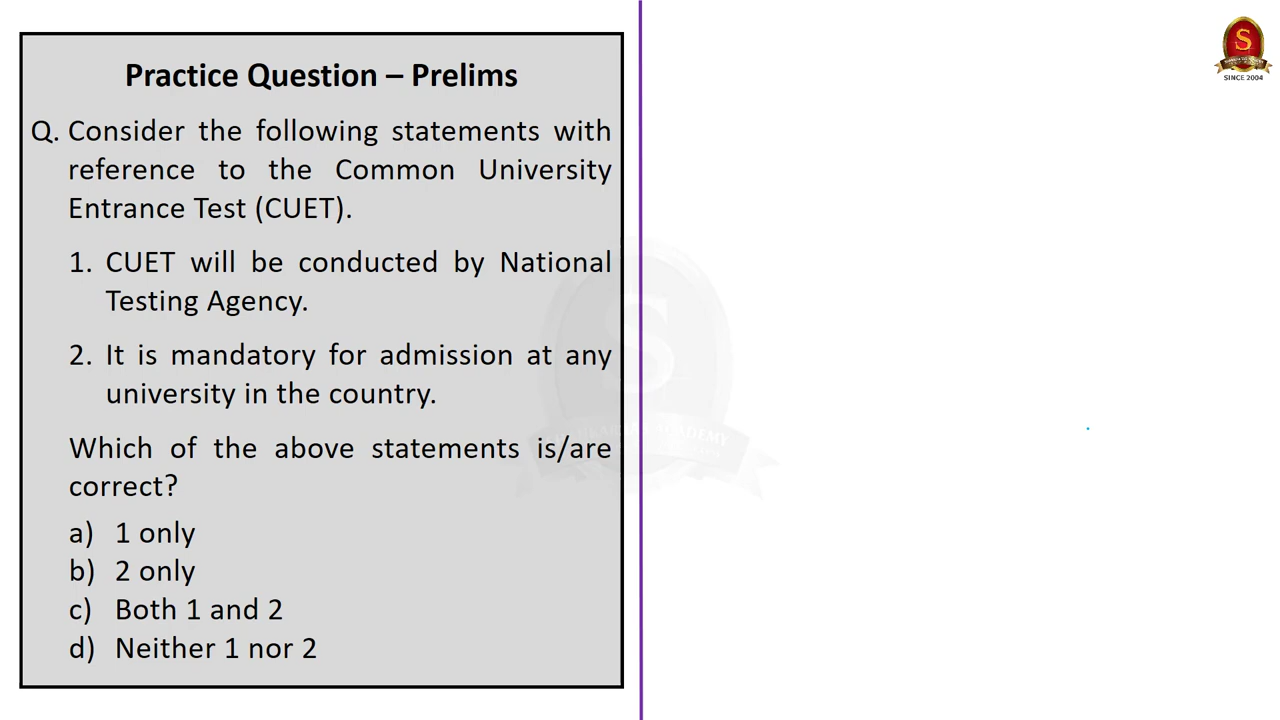 Practice Question – Prelims
Q. Consider the following statements with
reference to the Common University
Entrance Test (CUET).
1. CUET will be conducted by National
Testing Agency.
2. It is mandatory for admission at any
university in the country.
Which of the above statements is/are
correct?
a) 1 only
b) 2 only
c) Both 1 and 2
d) Neither 1 nor 2
S
SINCE 2004